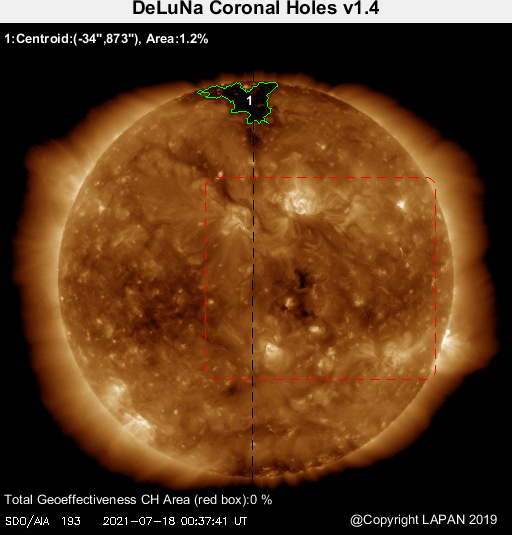 DeLuNa Coronal Holes v1.4
1:Centroid:(-34",873"), Area:1.2%
1
Total Geoeffectiveness CH Area (red box):0 %
SDO/AIA 193 2021-07-18 00:37:41 UT
@Copyright LAPAN 2019